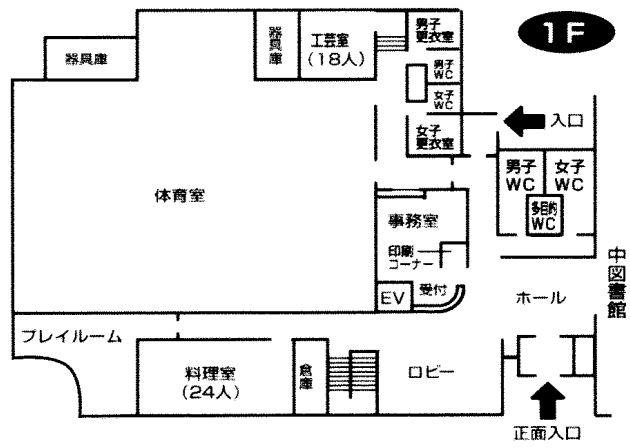 1F
器具庫
器具庫
工芸室
(18人)
男子
更衣室
男子
WC
女子
WC
女子
更衣室
入口
男子
WC
女子
WC
多目的
WC
体育室
事務室
印刷
コーナー
EV
受付
ホール
中図書館
プレイルーム
料理室
(24人)
倉庫
ロビー
正面入口